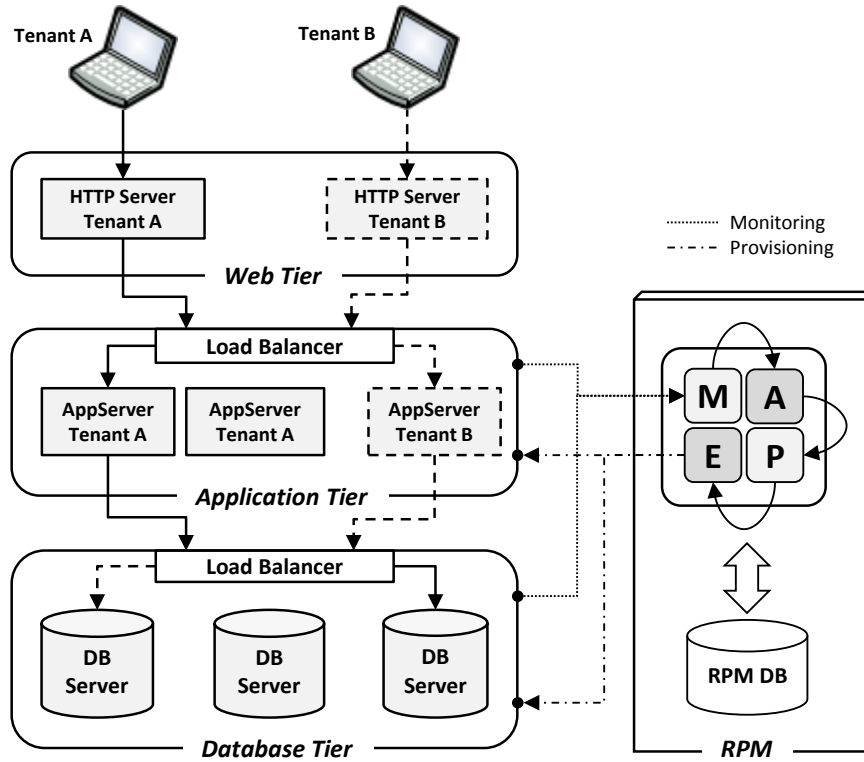 Tenant A
Tenant B
HTTP Server
Tenant A
HTTP Server
Tenant B
Web Tier
Monitoring
Provisioning
Load Balancer
AppServer
Tenant A
AppServer
Tenant A
AppServer
Tenant B
Application Tier
M
A
E
P
Load Balancer
DB
Server
DB
Server
DB
Server
Database Tier
RPM DB
RPM